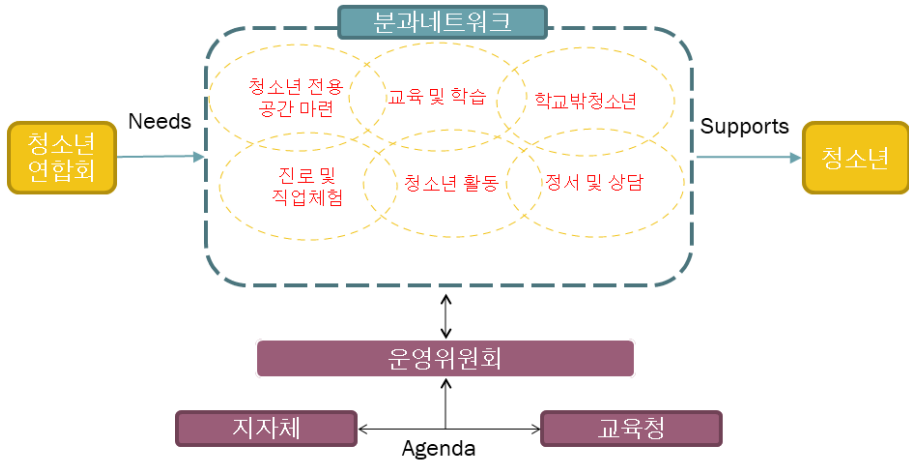 분과네트워크
청소년 전용
공간 마련
교육 및 학습
학교밖청소년
Needs
Supports
청소년
연합회
청소년
진로 및
직업체험
청소년 활동
정서 및 상담
운영위원회
지자체
교육청
Agenda